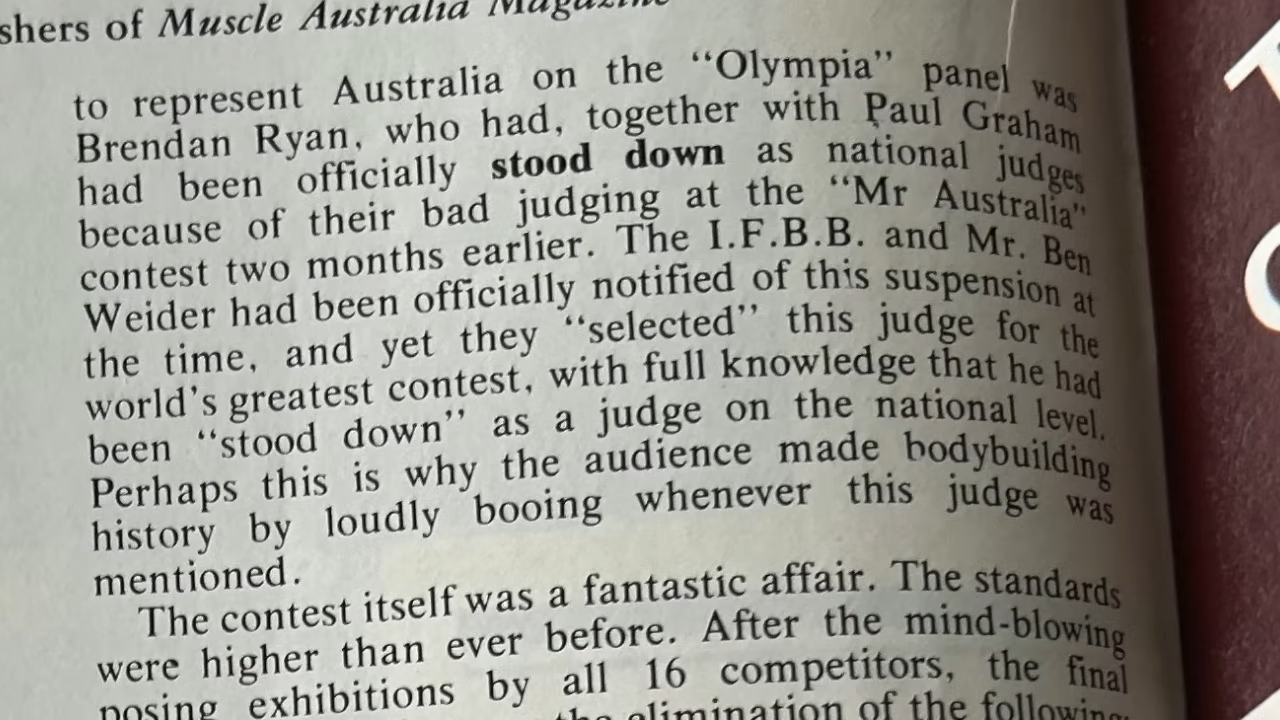 shers of Muscle Australia Magazine
to represent Australia on the “Olympia” panel was
Brendan Ryan, who had, together with Paul Graham
had been officially stood down as national judges
because of their bad judging at the “Mr Australia”
contest two months earlier. The I.F.B.B. and Mr. Ben
Weider had been officially notified of this suspension at
the time, and yet they “selected” this judge for the
world's greatest contest, with full knowledge that he had
been “stood down” as a judge on the national level.
Perhaps this is why the audience made bodybuilding
history by loudly booing whenever this judge was
mentioned.
The contest itself was a fantastic affair. The standards
were higher than ever before. After the mind-blowing
posing exhibitions by all 16 competitors, the final
the elimination of the following